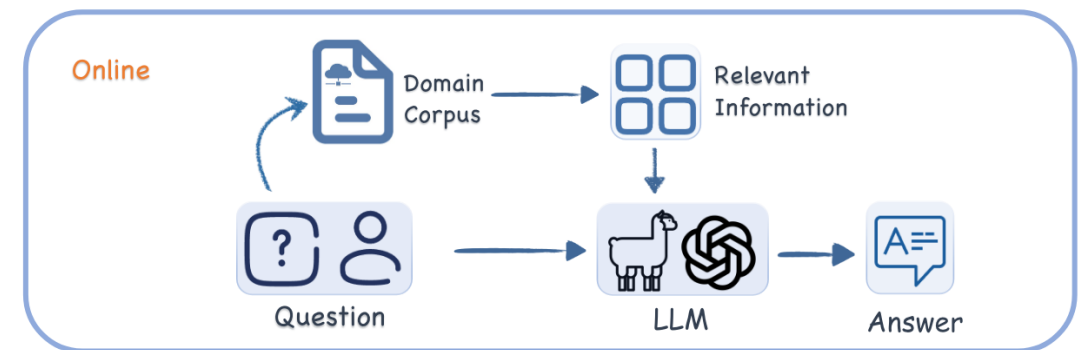 Online
Domain
Corpus
Relevant
Information
?
A
Question
LLM
Answer